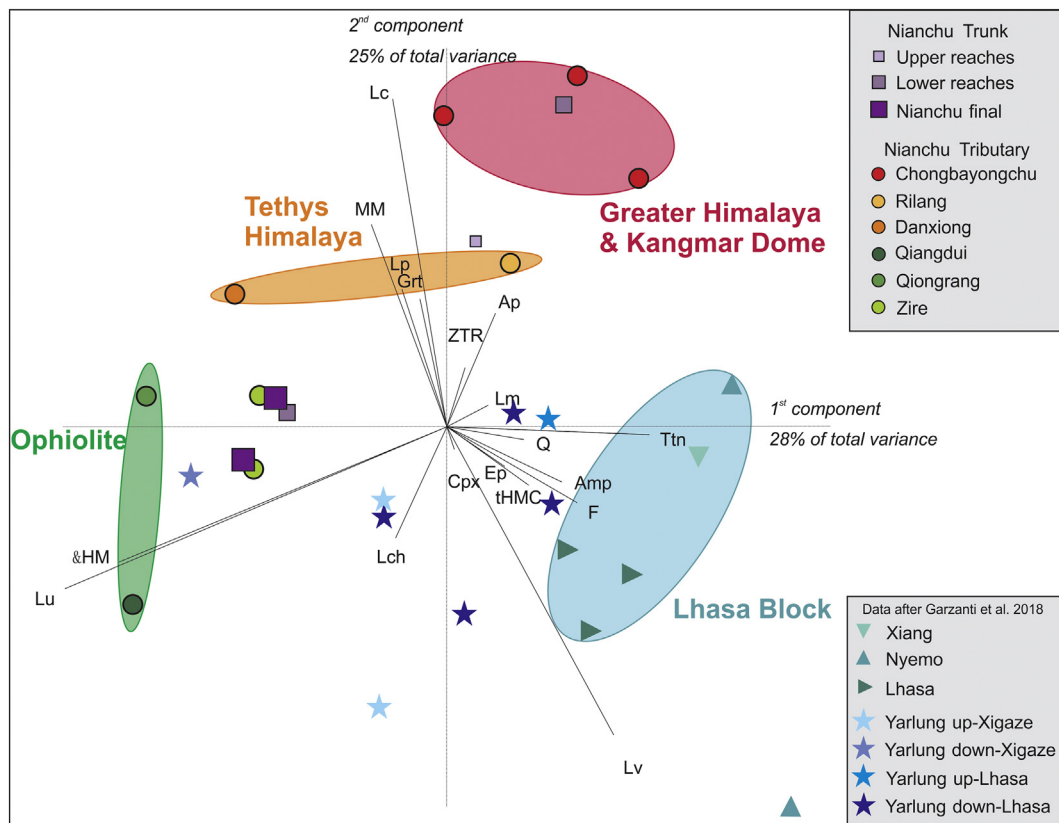 2nd component
25% of total variance
Lc
MM
Tethys
Himalaya
Greater Himalaya
& Kangmar Dome
Lp
Grt
Ap
ZTR
Lm
1st component
28% of total variance
Ophiolite
Q
Ttn
Cpx
Ep
tHMC
Amp
F
&HM
Lu
Lch
Lhasa Block
Lv
Nianchu Trunk
Upper reaches
Lower reaches
Nianchu final
Nianchu Tributary
Chongbayongchu
Rilang
Danxiong
Qiangdui
Qiongrang
Zire
Data after Garzanti et al. 2018
Xiang
Nyemo
Lhasa
Yarlung up-Xigaze
Yarlung down-Xigaze
Yarlung up-Lhasa
Yarlung down-Lhasa